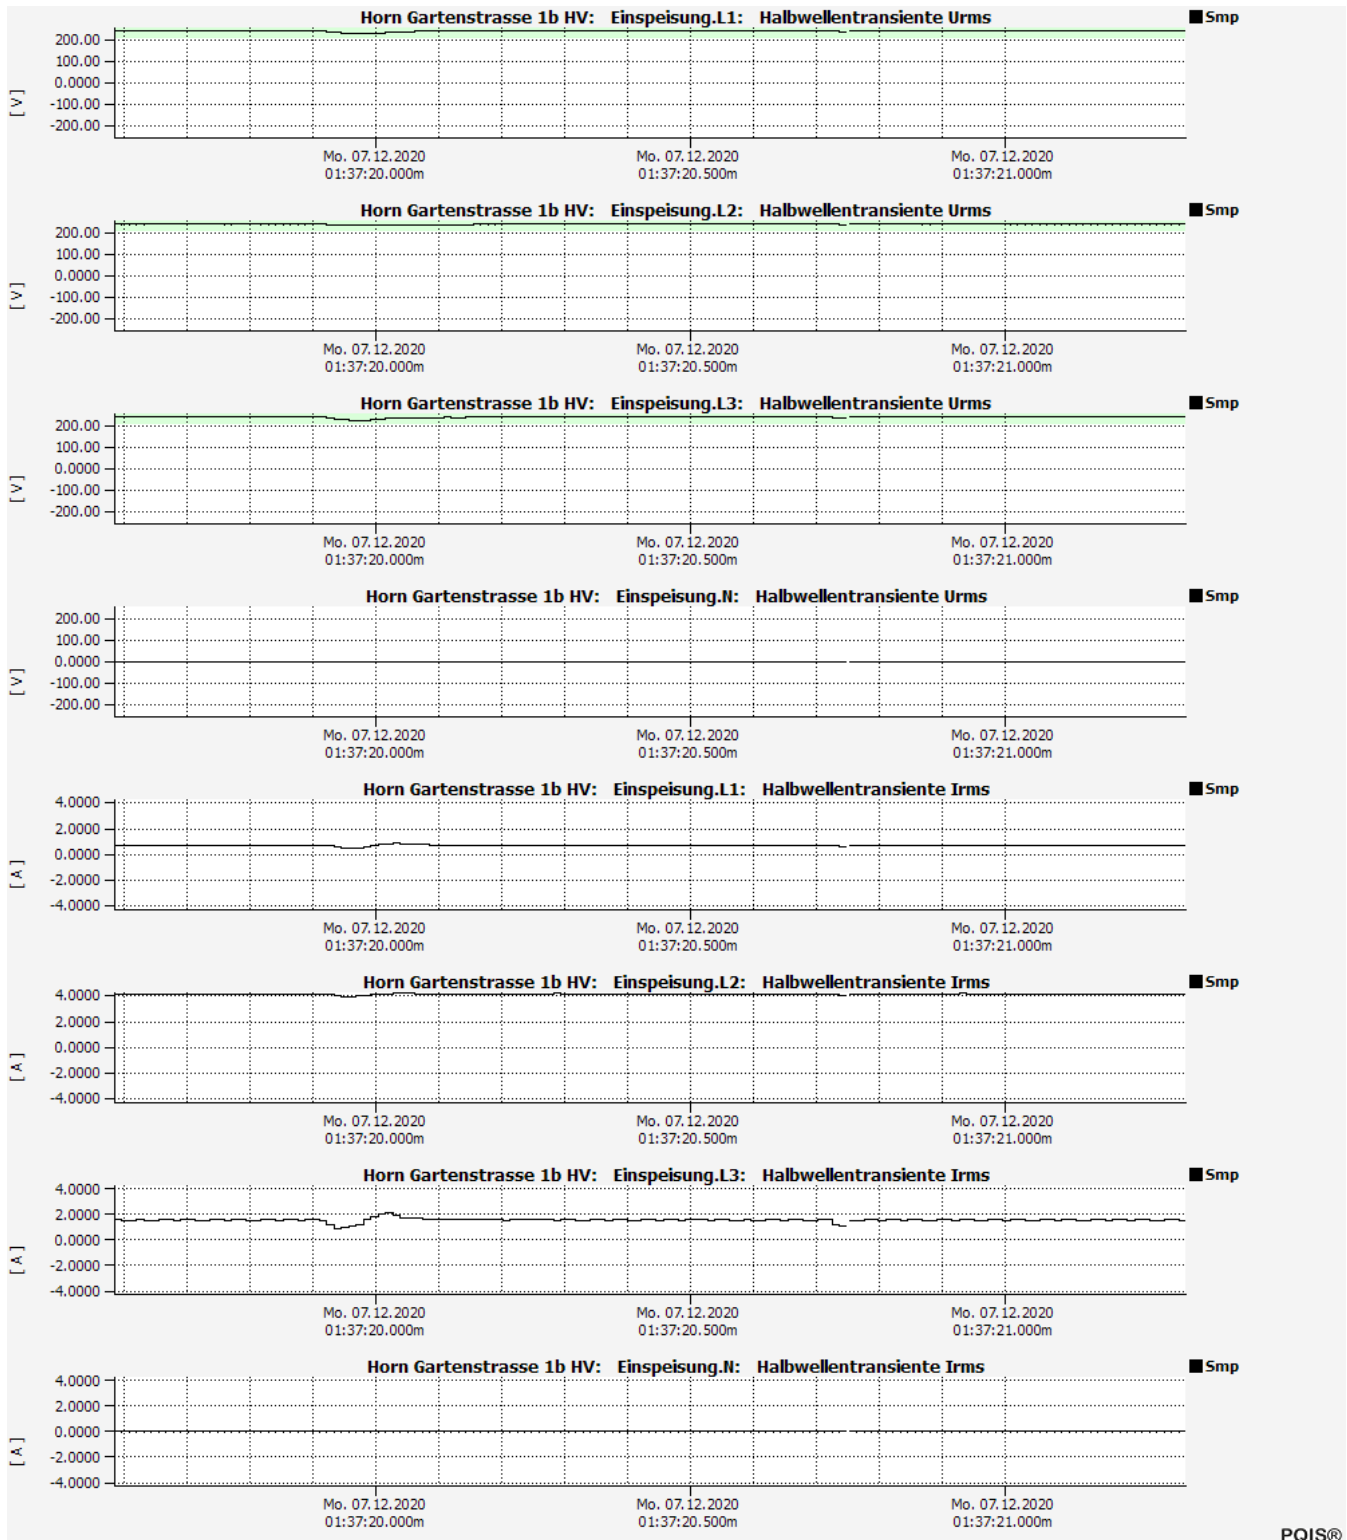 Horn Gartenstrasse 1b HV: Einspeisung.L1: Halbwellentransiente Urms
Smp
200.00
100.00
0.0000
-100.00
-200.00
[ V ]
Mo. 07.12.2020 Mo. 07.12.2020 Mo. 07.12.2020
01:37:20.000m 01:37:20.500m 01:37:21.000m
Horn Gartenstrasse 1b HV: Einspeisung.L2: Halbwellentransiente Urms
Smp
200.00
100.00
0.0000
-100.00
-200.00
[ V ]
Mo. 07.12.2020 Mo. 07.12.2020 Mo. 07.12.2020
01:37:20.000m 01:37:20.500m 01:37:21.000m
Horn Gartenstrasse 1b HV: Einspeisung.L3: Halbwellentransiente Urms
Smp
200.00
100.00
0.0000
-100.00
-200.00
[ V ]
Mo. 07.12.2020 Mo. 07.12.2020 Mo. 07.12.2020
01:37:20.000m 01:37:20.500m 01:37:21.000m
Horn Gartenstrasse 1b HV: Einspeisung.N: Halbwellentransiente Urms
Smp
200.00
100.00
0.0000
-100.00
-200.00
[ V ]
Mo. 07.12.2020 Mo. 07.12.2020 Mo. 07.12.2020
01:37:20.000m 01:37:20.500m 01:37:21.000m
Horn Gartenstrasse 1b HV: Einspeisung.L1: Halbwellentransiente Irms
Smp
4.0000
2.0000
0.0000
-2.0000
-4.0000
[ A ]
Mo. 07.12.2020 Mo. 07.12.2020 Mo. 07.12.2020
01:37:20.000m 01:37:20.500m 01:37:21.000m
Horn Gartenstrasse 1b HV: Einspeisung.L2: Halbwellentransiente Irms
Smp
4.0000
2.0000
0.0000
-2.0000
-4.0000
[ A ]
Mo. 07.12.2020 Mo. 07.12.2020 Mo. 07.12.2020
01:37:20.000m 01:37:20.500m 01:37:21.000m
Horn Gartenstrasse 1b HV: Einspeisung.L3: Halbwellentransiente Irms
Smp
4.0000
2.0000
0.0000
-2.0000
-4.0000
[ A ]
Mo. 07.12.2020 Mo. 07.12.2020 Mo. 07.12.2020
01:37:20.000m 01:37:20.500m 01:37:21.000m
Horn Gartenstrasse 1b HV: Einspeisung.N: Halbwellentransiente Irms
Smp
4.0000
2.0000
0.0000
-2.0000
-4.0000
[ A ]
Mo. 07.12.2020 Mo. 07.12.2020 Mo. 07.12.2020
01:37:20.000m 01:37:20.500m 01:37:21.000m
PQIS®